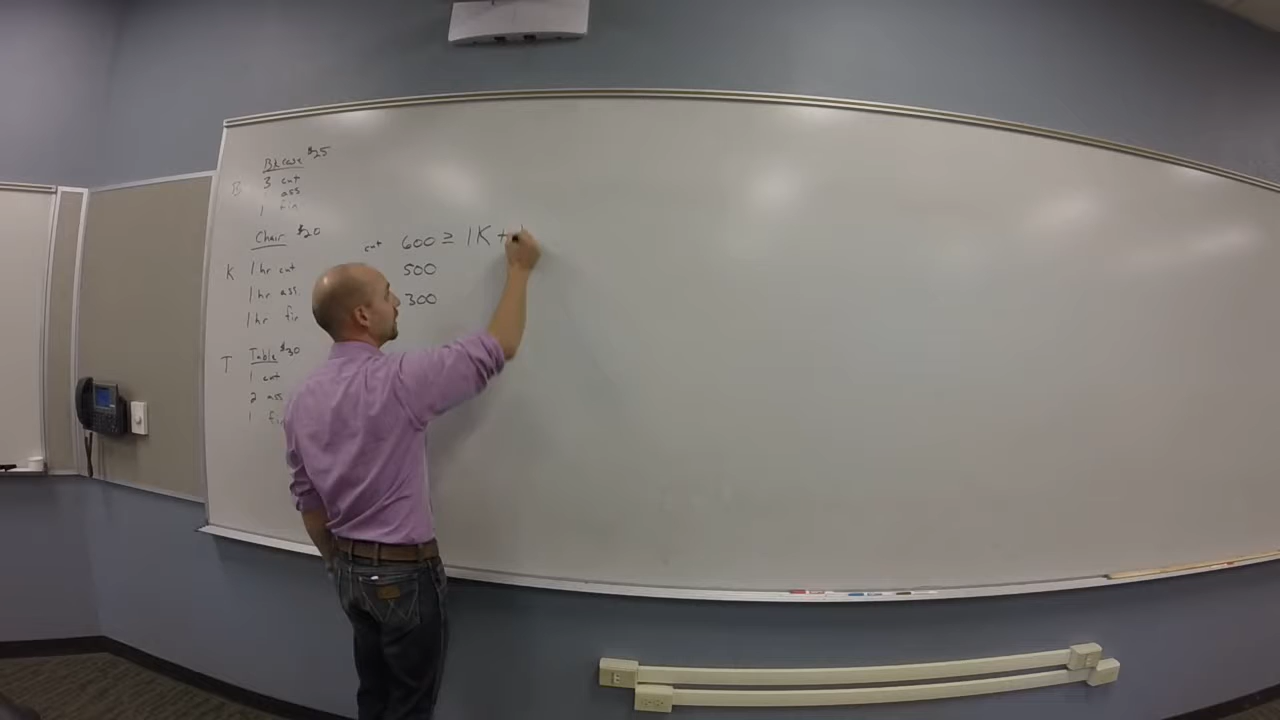 Bkcase $25
B
3 cut
ass
1 fin
Chair $20
K
1 hr cut
1 hr ass.
1 hr fin
T
Table $30
1 cut
2 ass
1 fin
cut 600 ≥ 1K +
500
300